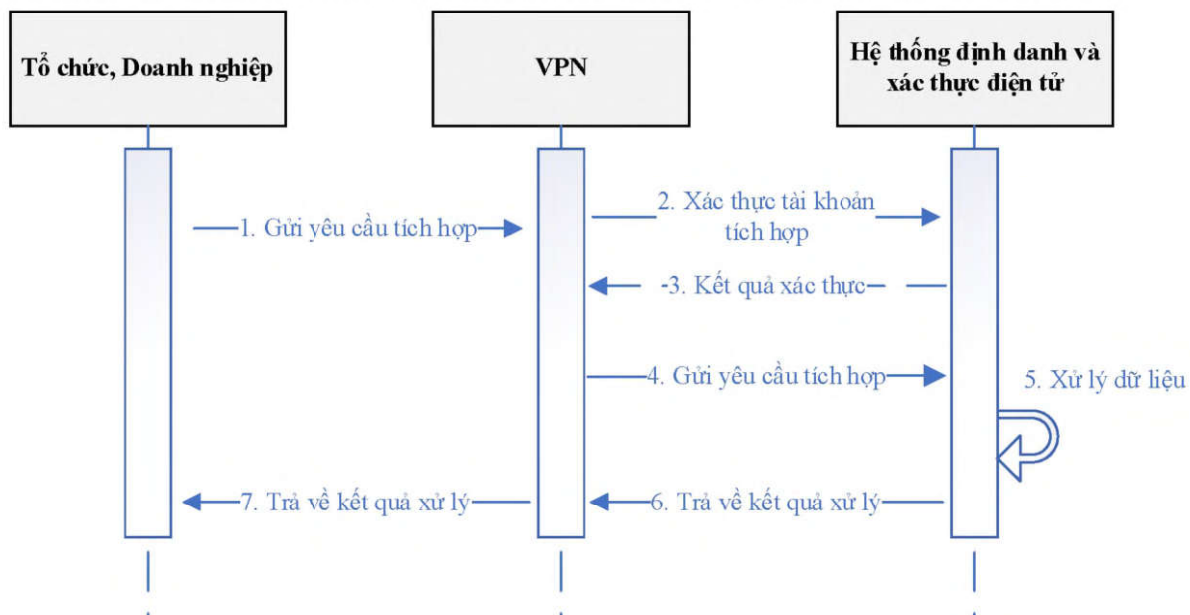 Tổ chức, Doanh nghiệp
VPN
Hệ thống định danh và
xác thực điện tử
1. Gửi yêu cầu tích hợp
2. Xác thực tài khoản
tích hợp
3. Kết quả xác thực
4. Gửi yêu cầu tích hợp
5. Xử lý dữ liệu
7. Trả về kết quả xử lý
6. Trả về kết quả xử lý